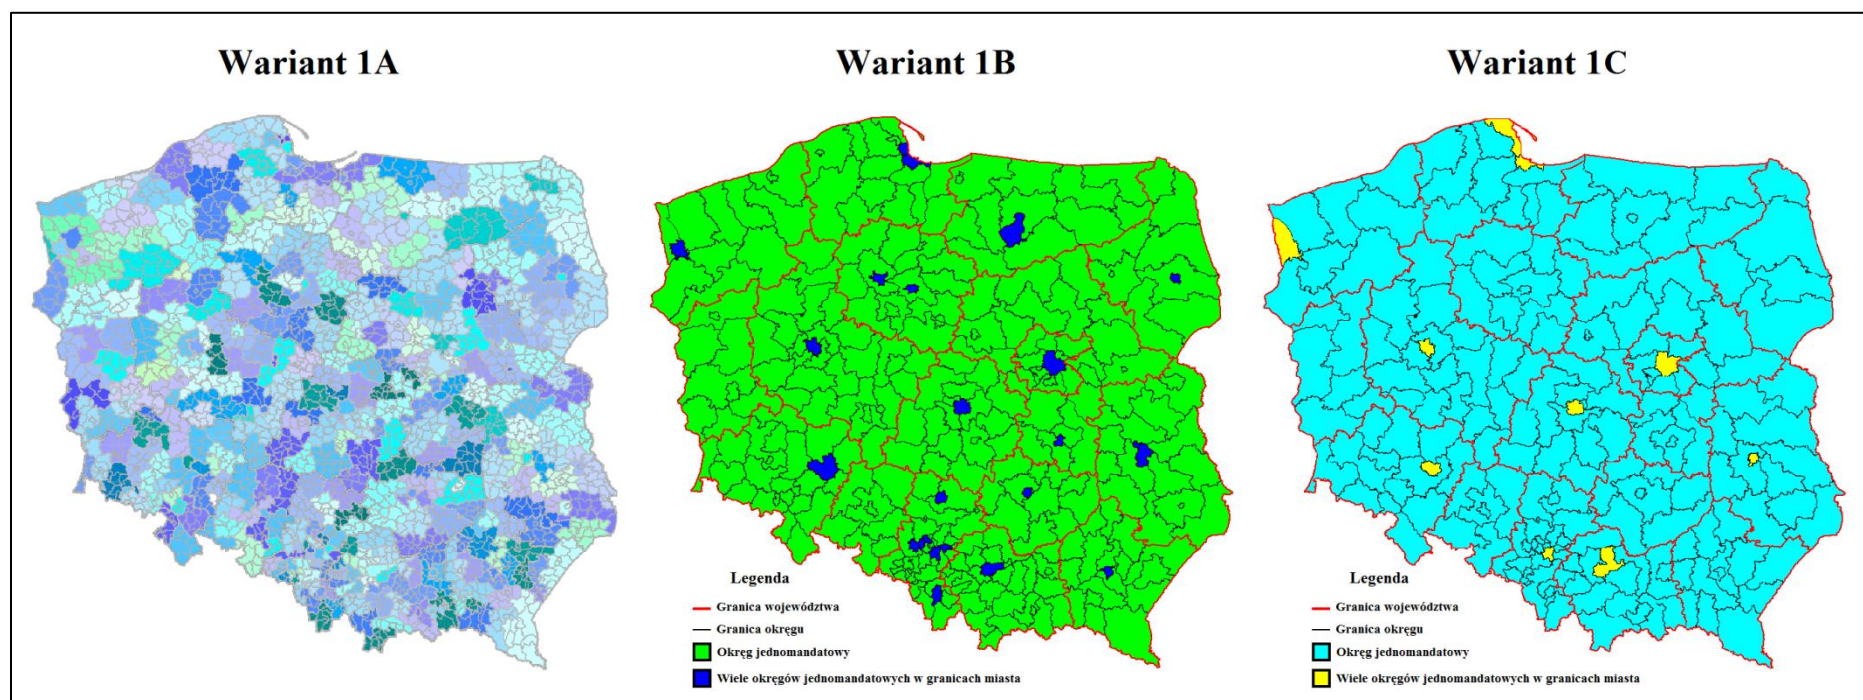 Wariant 1A
Wariant 1B
Wariant 1C
Legenda
Granica województwa
Granica okręgu
Okręg jednomandatowy
Wiele okręgów jednomandatowych w granicach miasta
Legenda
Granica województwa
Granica okręgu
Okręg jednomandatowy
Wiele okręgów jednomandatowych w granicach miasta